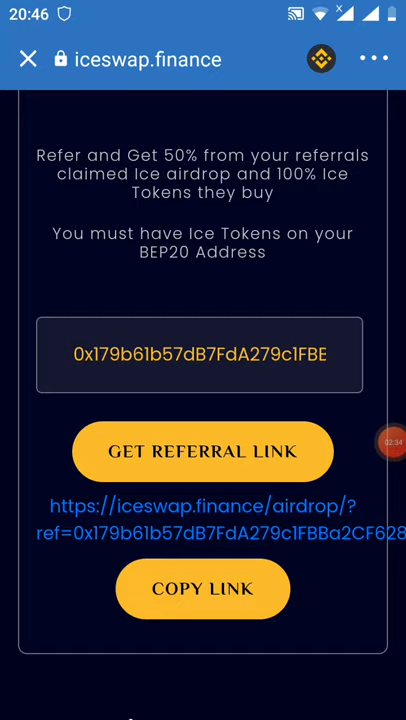 20:46
iceswap.finance
Refer and Get 50% from your referrals
claimed Ice airdrop and 100% Ice
Tokens they buy
You must have Ice Tokens on your
BEP20 Address
0x179b61b57dB7FdA279c1FBE
GET REFERRAL LINK
02:34
https://iceswap.finance/airdrop/?
ref=0x179b61b57dB7FdA279c1FBBa2CF628
COPY LINK